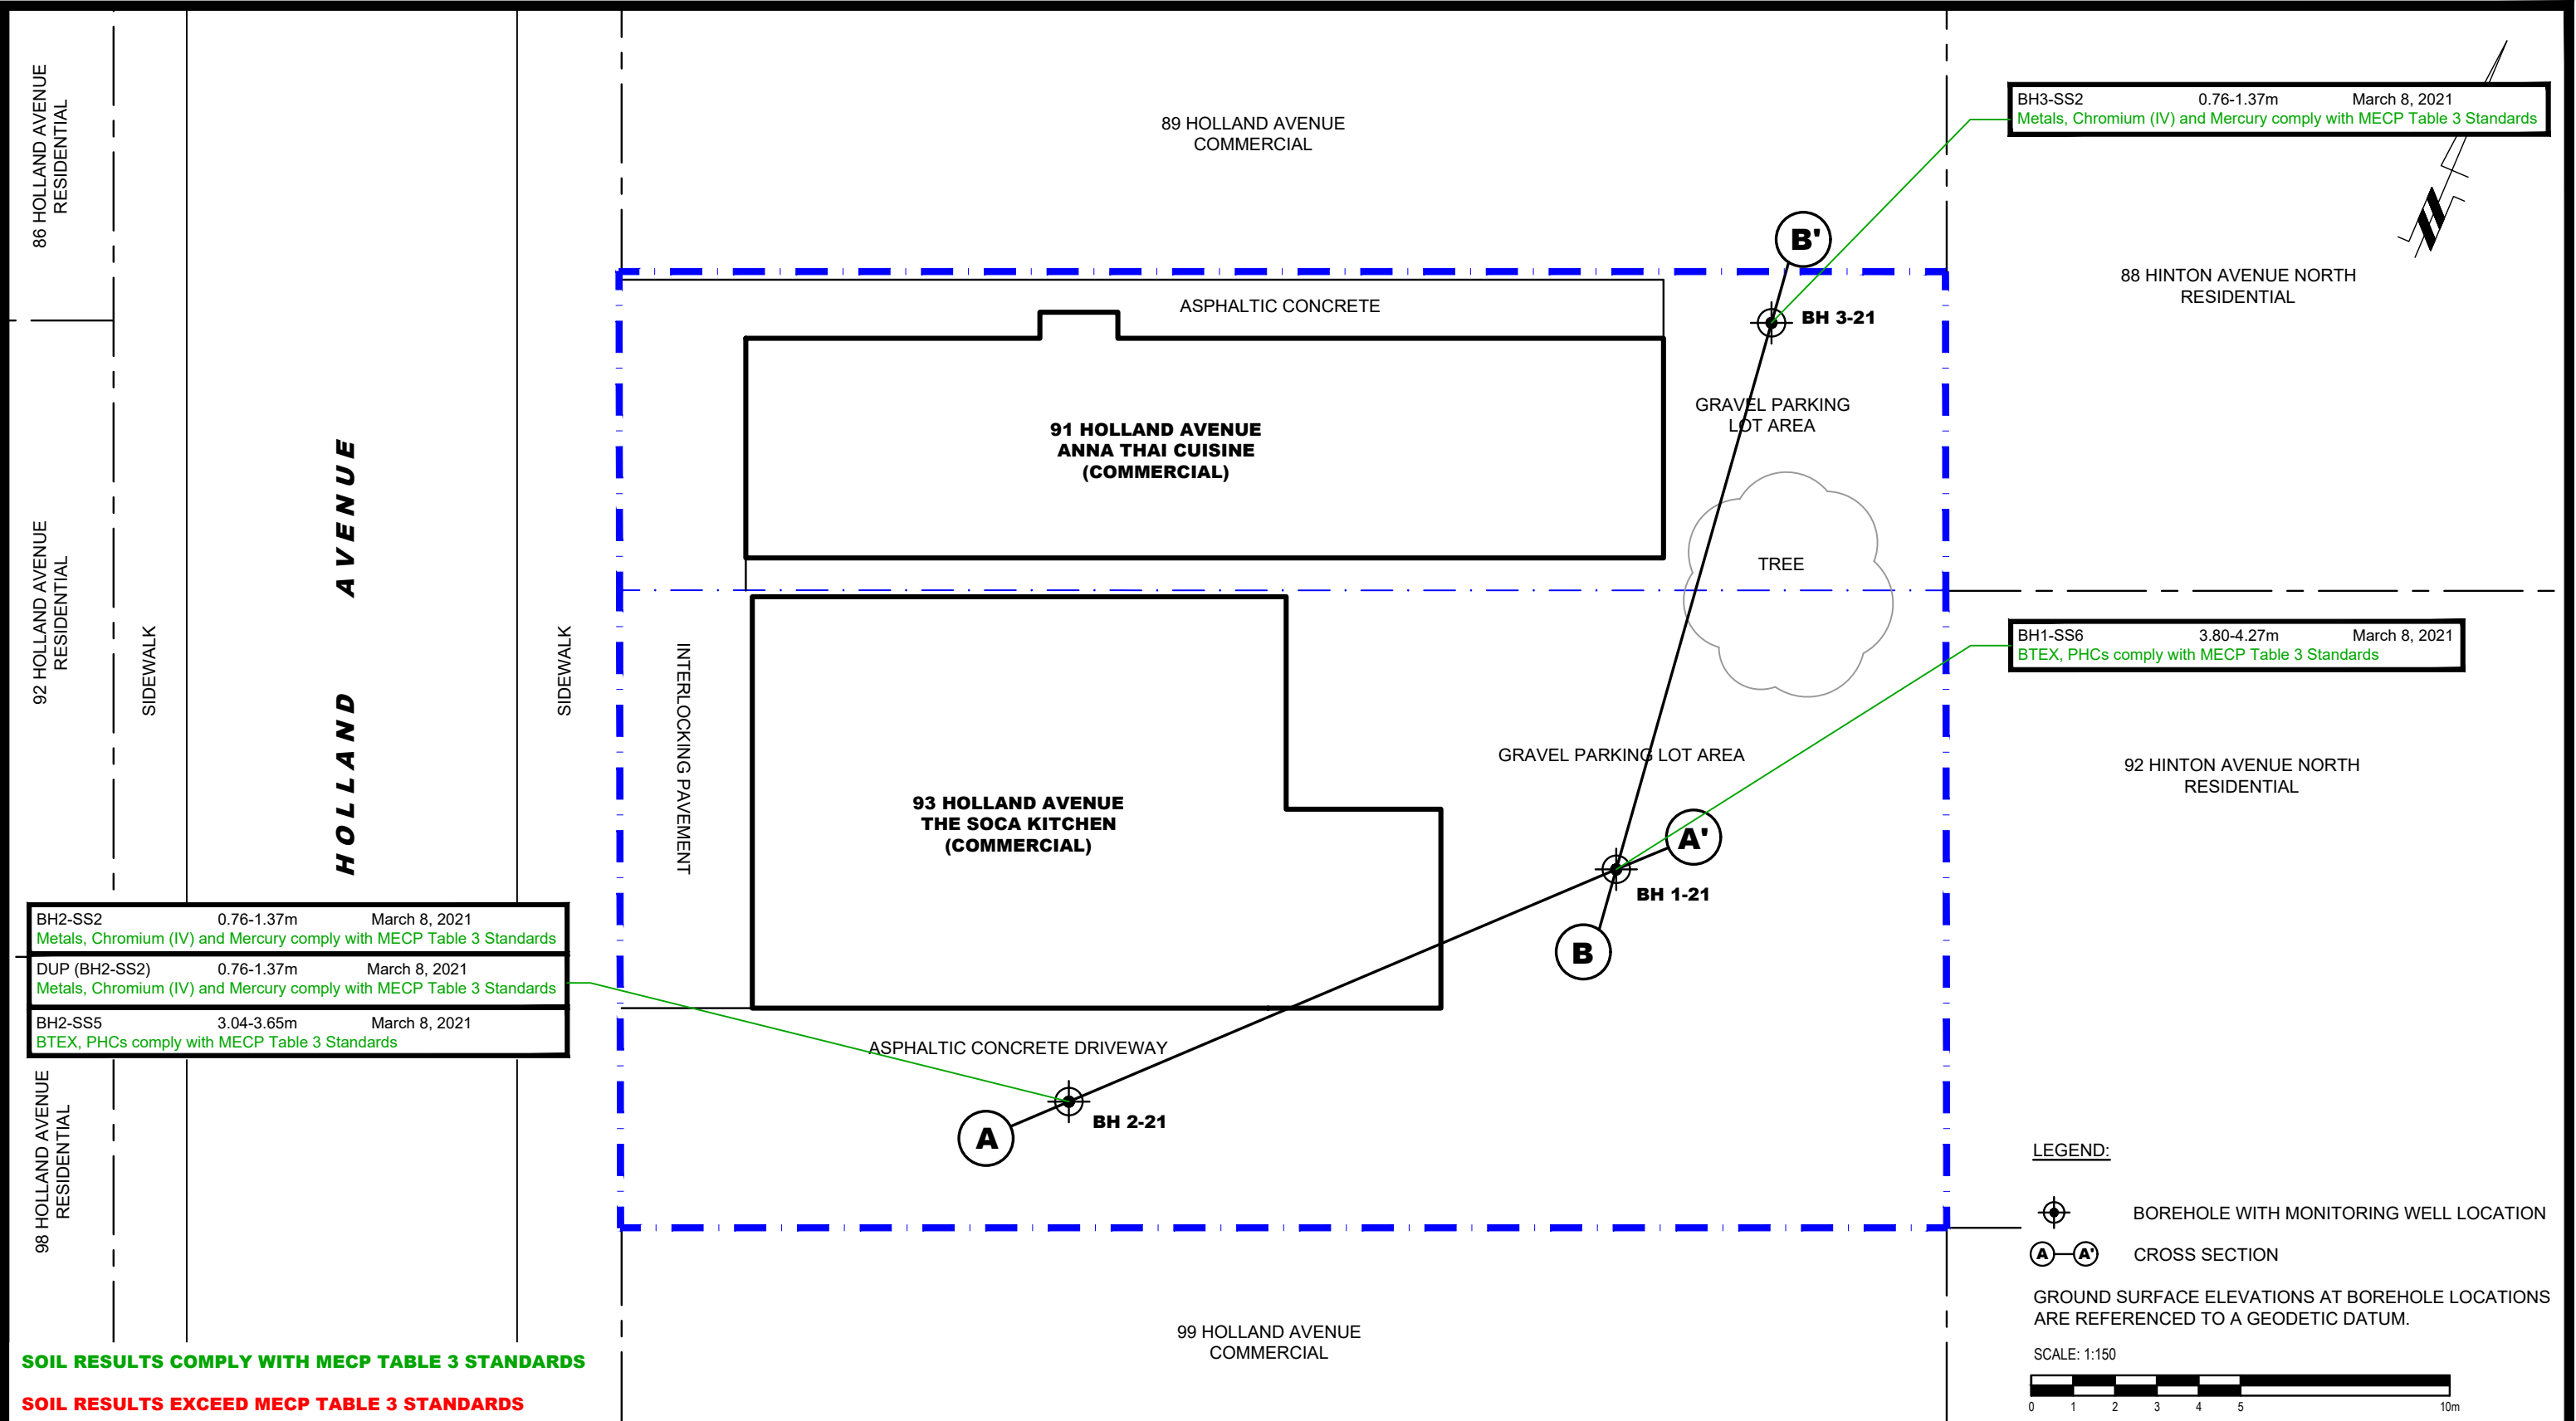 86 HOLLAND AVENUE
RESIDENTIAL
92 HOLLAND AVENUE
RESIDENTIAL
98 HOLLAND AVENUE
RESIDENTIAL
SIDEWALK
HOLLAND AVENUE
SIDEWALK
INTERLOCKING PAVEMENT
89 HOLLAND AVENUE
COMMERCIAL
BH3-SS2 0.76-1.37m March 8, 2021
Metals, Chromium (IV) and Mercury comply with MECP Table 3 Standards
B'
88 HINTON AVENUE NORTH
RESIDENTIAL
ASPHALTIC CONCRETE
BH 3-21
GRAVEL PARKING
LOT AREA
91 HOLLAND AVENUE
ANNA THAI CUISINE
(COMMERCIAL)
TREE
BH1-SS6 3.80-4.27m March 8, 2021
BTEX, PHCs comply with MECP Table 3 Standards
GRAVEL PARKING LOT AREA
92 HINTON AVENUE NORTH
RESIDENTIAL
93 HOLLAND AVENUE
THE SOCA KITCHEN
(COMMERCIAL)
A'
BH 1-21
B
BH2-SS2 0.76-1.37m March 8, 2021
Metals, Chromium (IV) and Mercury comply with MECP Table 3 Standards
DUP (BH2-SS2) 0.76-1.37m March 8, 2021
Metals, Chromium (IV) and Mercury comply with MECP Table 3 Standards
BH2-SS5 3.04-3.65m March 8, 2021
BTEX, PHCs comply with MECP Table 3 Standards
ASPHALTIC CONCRETE DRIVEWAY
BH 2-21
A
99 HOLLAND AVENUE
COMMERCIAL
SOIL RESULTS COMPLY WITH MECP TABLE 3 STANDARDS
SOIL RESULTS EXCEED MECP TABLE 3 STANDARDS
LEGEND:
BOREHOLE WITH MONITORING WELL LOCATION
A A' CROSS SECTION
GROUND SURFACE ELEVATIONS AT BOREHOLE LOCATIONS
ARE REFERENCED TO A GEODETIC DATUM.
SCALE: 1:150
0 1 2 3 4 5 10m